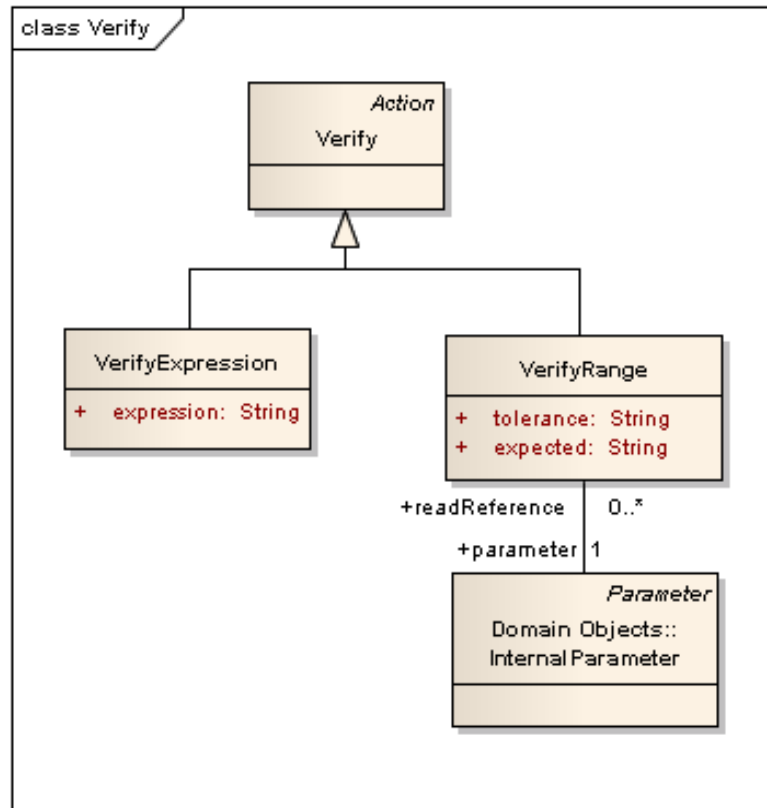 class Verify
Action
Verify
VerifyExpression
+ expression: String
VerifyRange
+ tolerance: String
+ expected: String
+readReference 0..*
+parameter 1
Parameter
Domain Objects::
InternalParameter